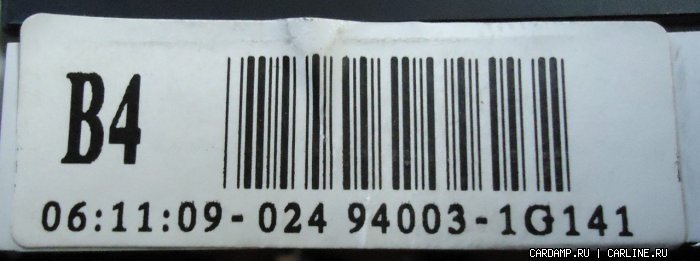 B4
06:11:09-024 94003-1G141
CARDAMP.RU | CARLINE.RU